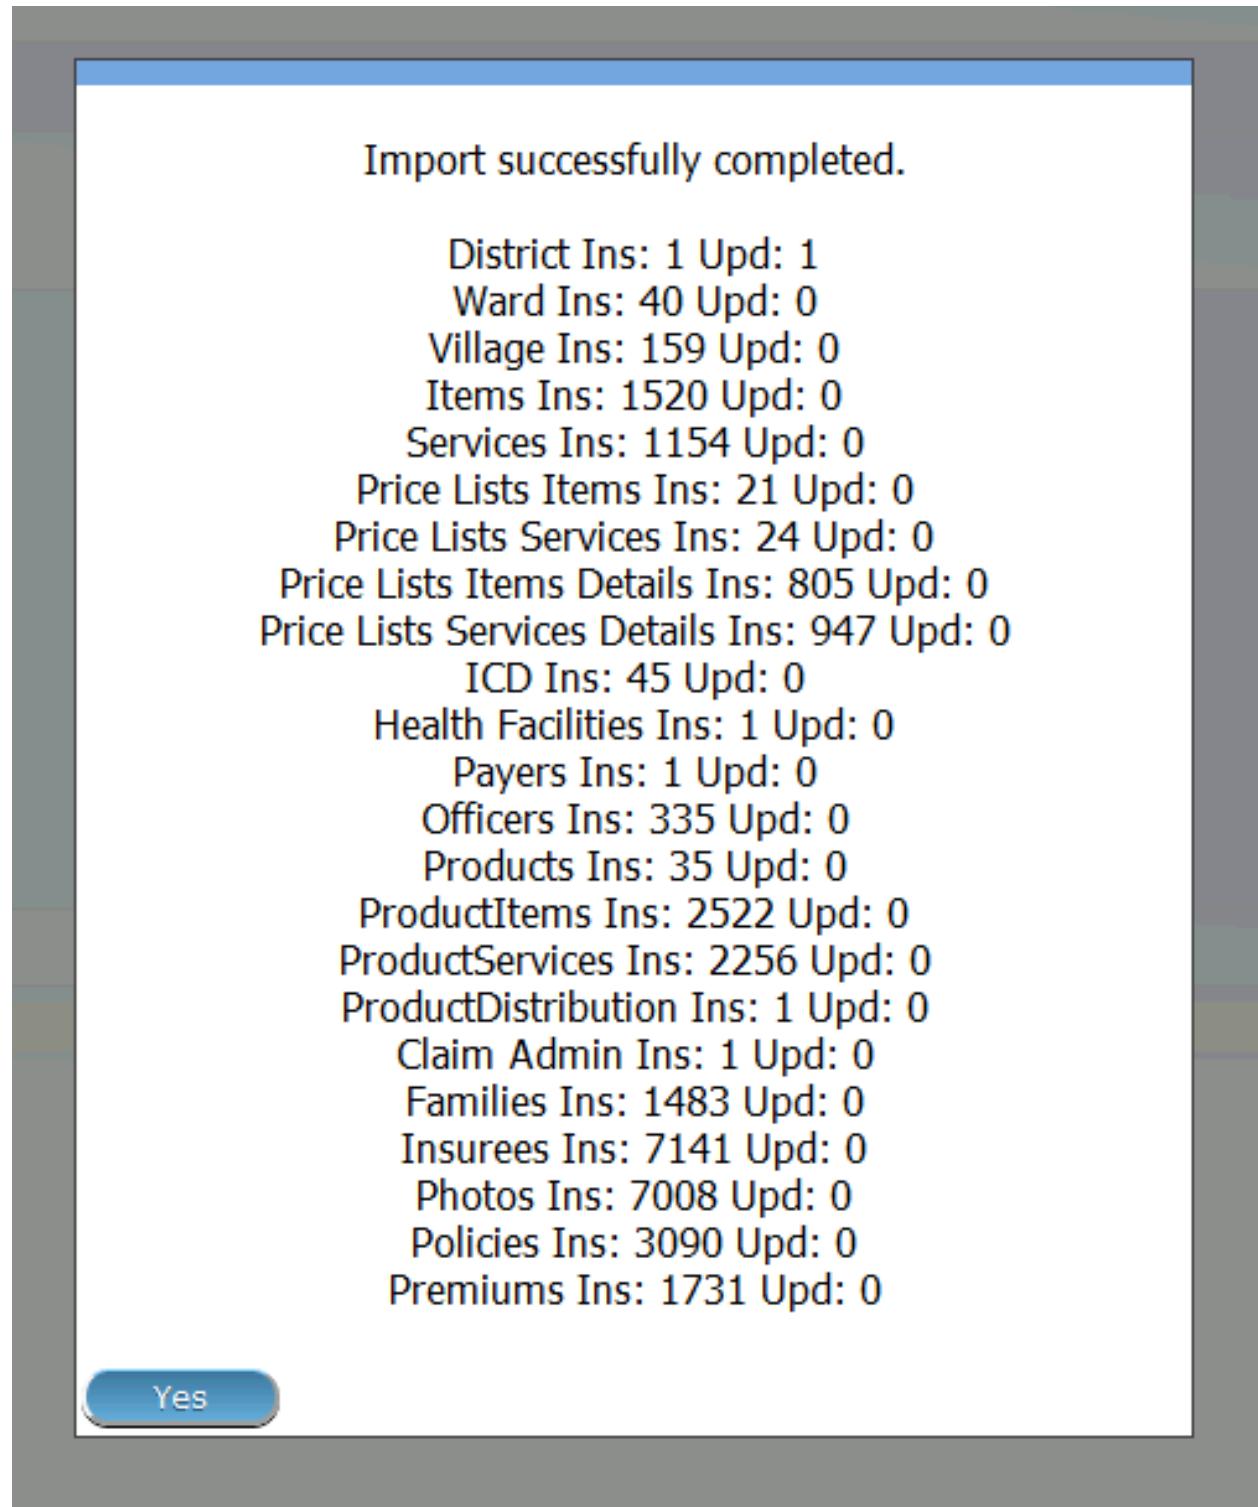 Import successfully completed.
District Ins: 1 Upd: 1
Ward Ins: 40 Upd: 0
Village Ins: 159 Upd: 0
Items Ins: 1520 Upd: 0
Services Ins: 1154 Upd: 0
Price Lists Items Ins: 21 Upd: 0
Price Lists Services Ins: 24 Upd: 0
Price Lists Items Details Ins: 805 Upd: 0
Price Lists Services Details Ins: 947 Upd: 0
ICD Ins: 45 Upd: 0
Health Facilities Ins: 1 Upd: 0
Payers Ins: 1 Upd: 0
Officers Ins: 335 Upd: 0
Products Ins: 35 Upd: 0
ProductItems Ins: 2522 Upd: 0
ProductServices Ins: 2256 Upd: 0
ProductDistribution Ins: 1 Upd: 0
Claim Admin Ins: 1 Upd: 0
Families Ins: 1483 Upd: 0
Insurees Ins: 7141 Upd: 0
Photos Ins: 7008 Upd: 0
Policies Ins: 3090 Upd: 0
Premiums Ins: 1731 Upd: 0
Yes